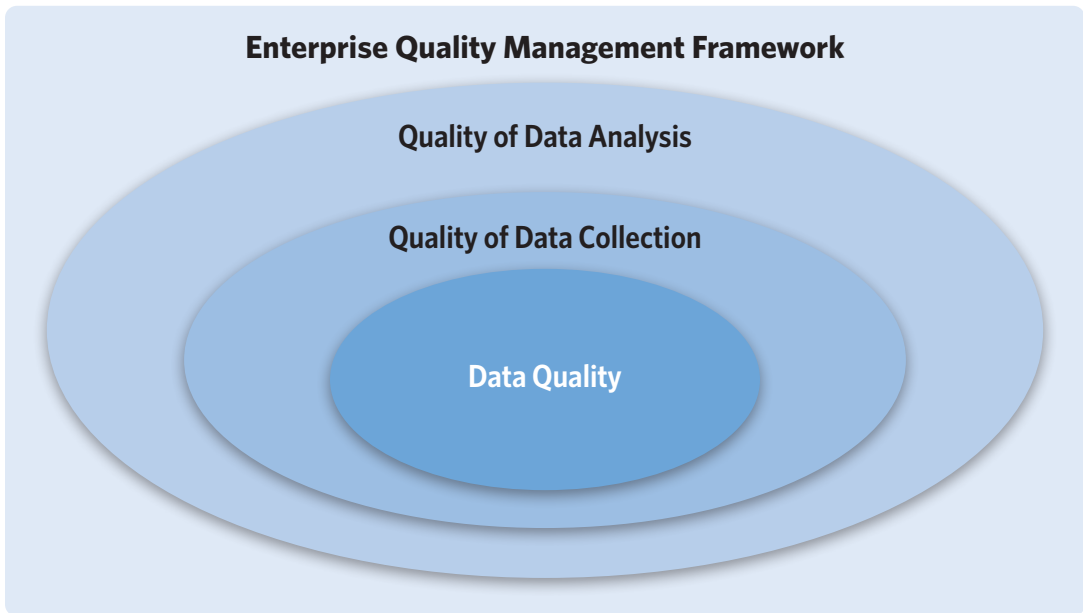 Enterprise Quality Management Framework
Quality of Data Analysis
Quality of Data Collection
Data Quality